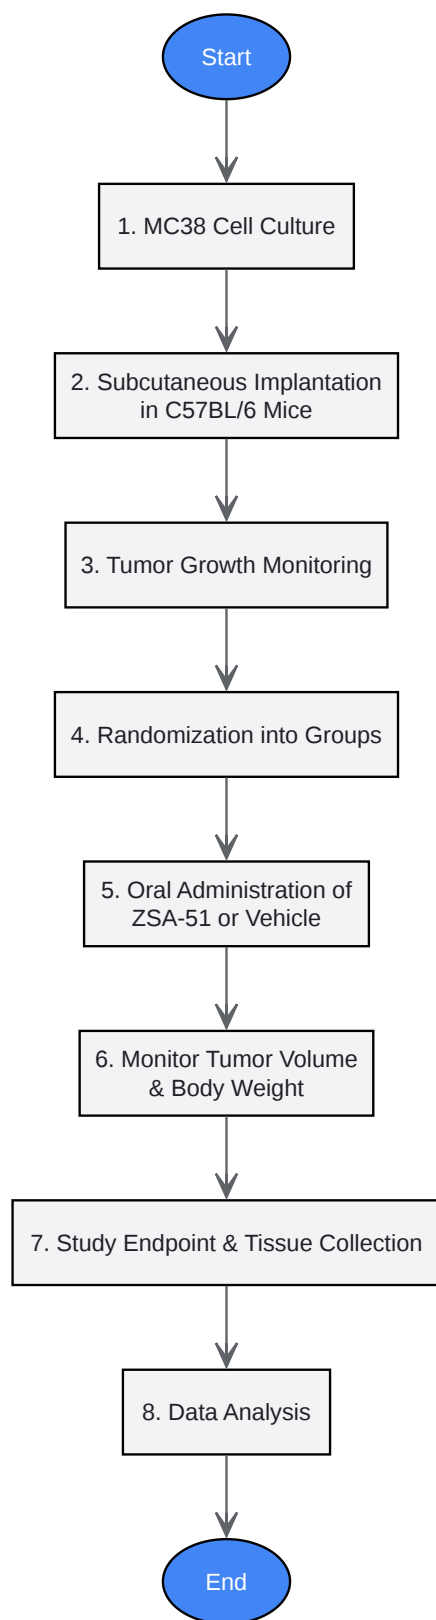 Start
1. MC38 Cell Culture
2. Subcutaneous Implantation
in C57BL/6 Mice
3. Tumor Growth Monitoring
4. Randomization into Groups
5. Oral Administration of
ZSA-51 or Vehicle
6. Monitor Tumor Volume
& Body Weight
7. Study Endpoint & Tissue Collection
8. Data Analysis
End